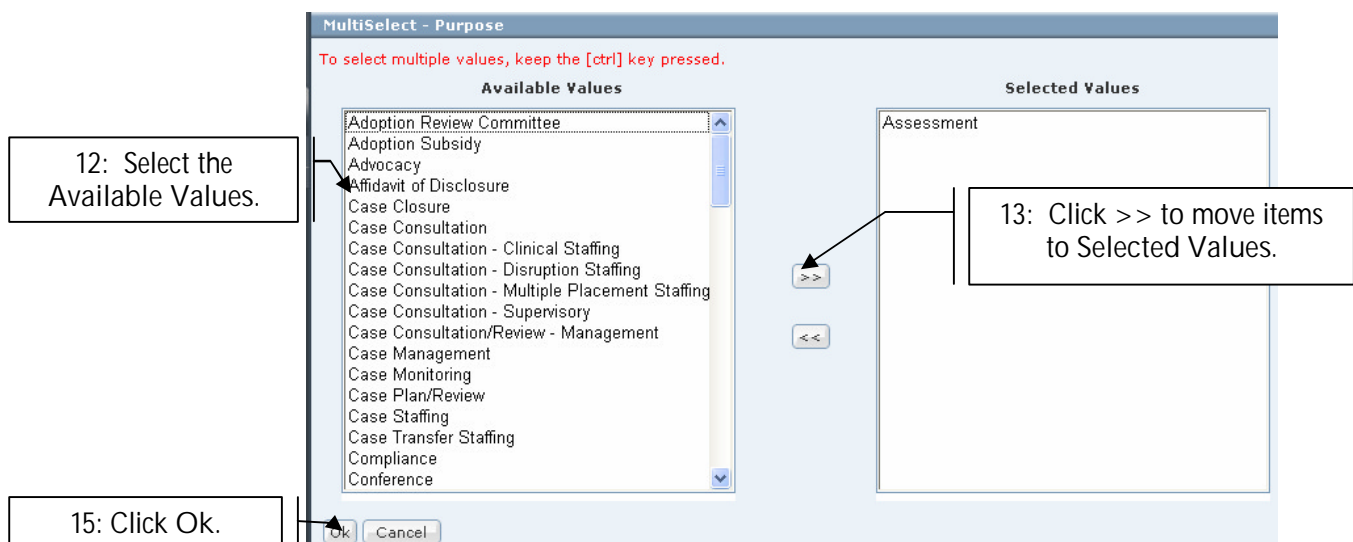 MultiSelect - Purpose
To select multiple values, keep the [ctrl] key pressed.
Available Values
Selected Values
Adoption Review Committee
Adoption Subsidy
Advocacy
Affidavit of Disclosure
Case Closure
Case Consultation
Case Consultation - Clinical Staffing
Case Consultation - Disruption Staffing
Case Consultation - Multiple Placement Staffing
Case Consultation - Supervisory
Case Consultation/Review - Management
Case Management
Case Monitoring
Case Plan/Review
Case Staffing
Case Transfer Staffing
Compliance
Conference
Assessment
12: Select the
Available Values.
>>
<<
13: Click >> to move items
to Selected Values.
15: Click Ok.
Ok
Cancel